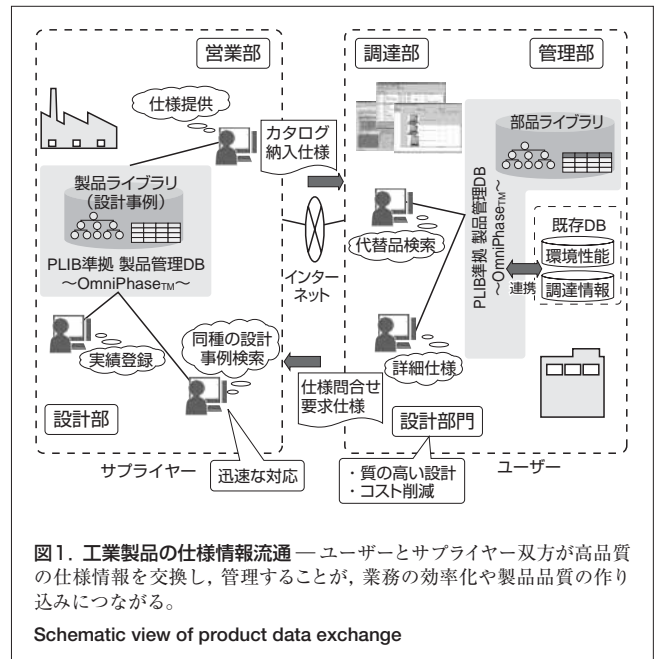 営業部
調達部
管理部
仕様提供
カタログ
納入仕様
部品ライブラリ
製品ライブラリ
（設計事例）
PLIB準拠 製品管理DB
～OmniPhaseTM～
インター
ネット
代替品検索
PLIB準拠 製品管理DB
～OmniPhaseTM～
既存DB
環境性能
調達情報
連携
実績登録
同種の設計
事例検索
詳細仕様
仕様問合せ
要求仕様
設計部
設計部門
サプライヤー
迅速な対応
・質の高い設計
・コスト削減
ユーザー
図1．工業製品の仕様情報流通 — ユーザーとサプライヤー双方が高品質
の仕様情報を交換し，管理することが，業務の効率化や製品品質の作り
込みにつながる。
Schematic view of product data exchange